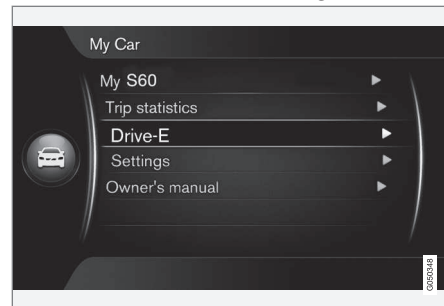 My Car
My S60
Trip statistics
Drive-E
Settings
Owner's manual
G050348